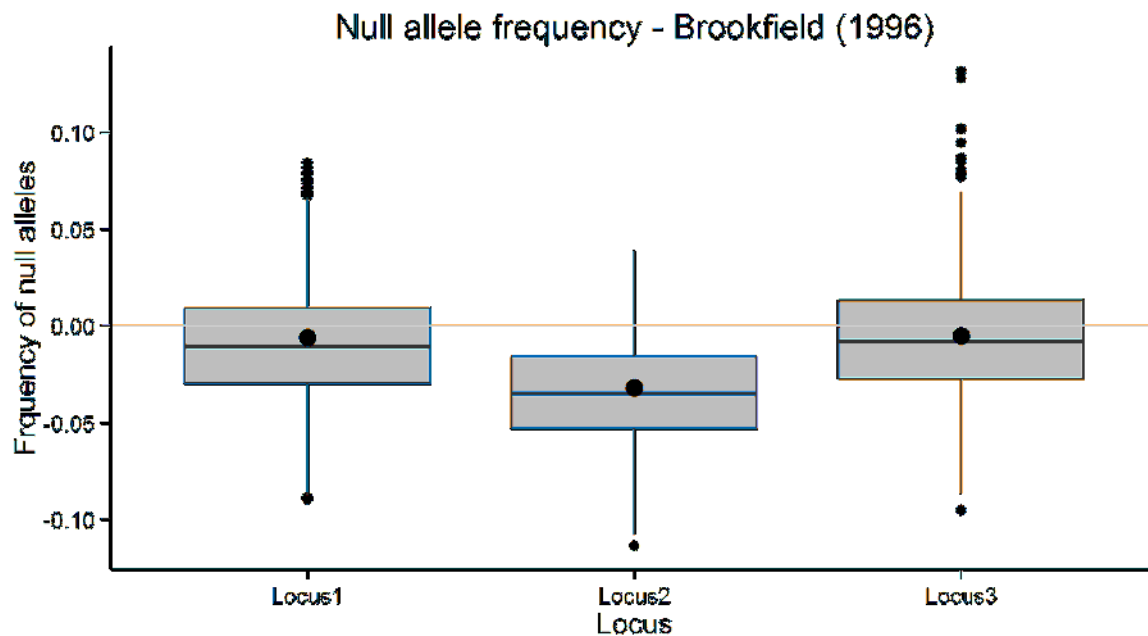 Null allele frequency - Brookfield (1996)
Frquency of null alleles
0.10
0.05
0.00
-0.05
-0.10
Locus1 Locus2 Locus3
Locus